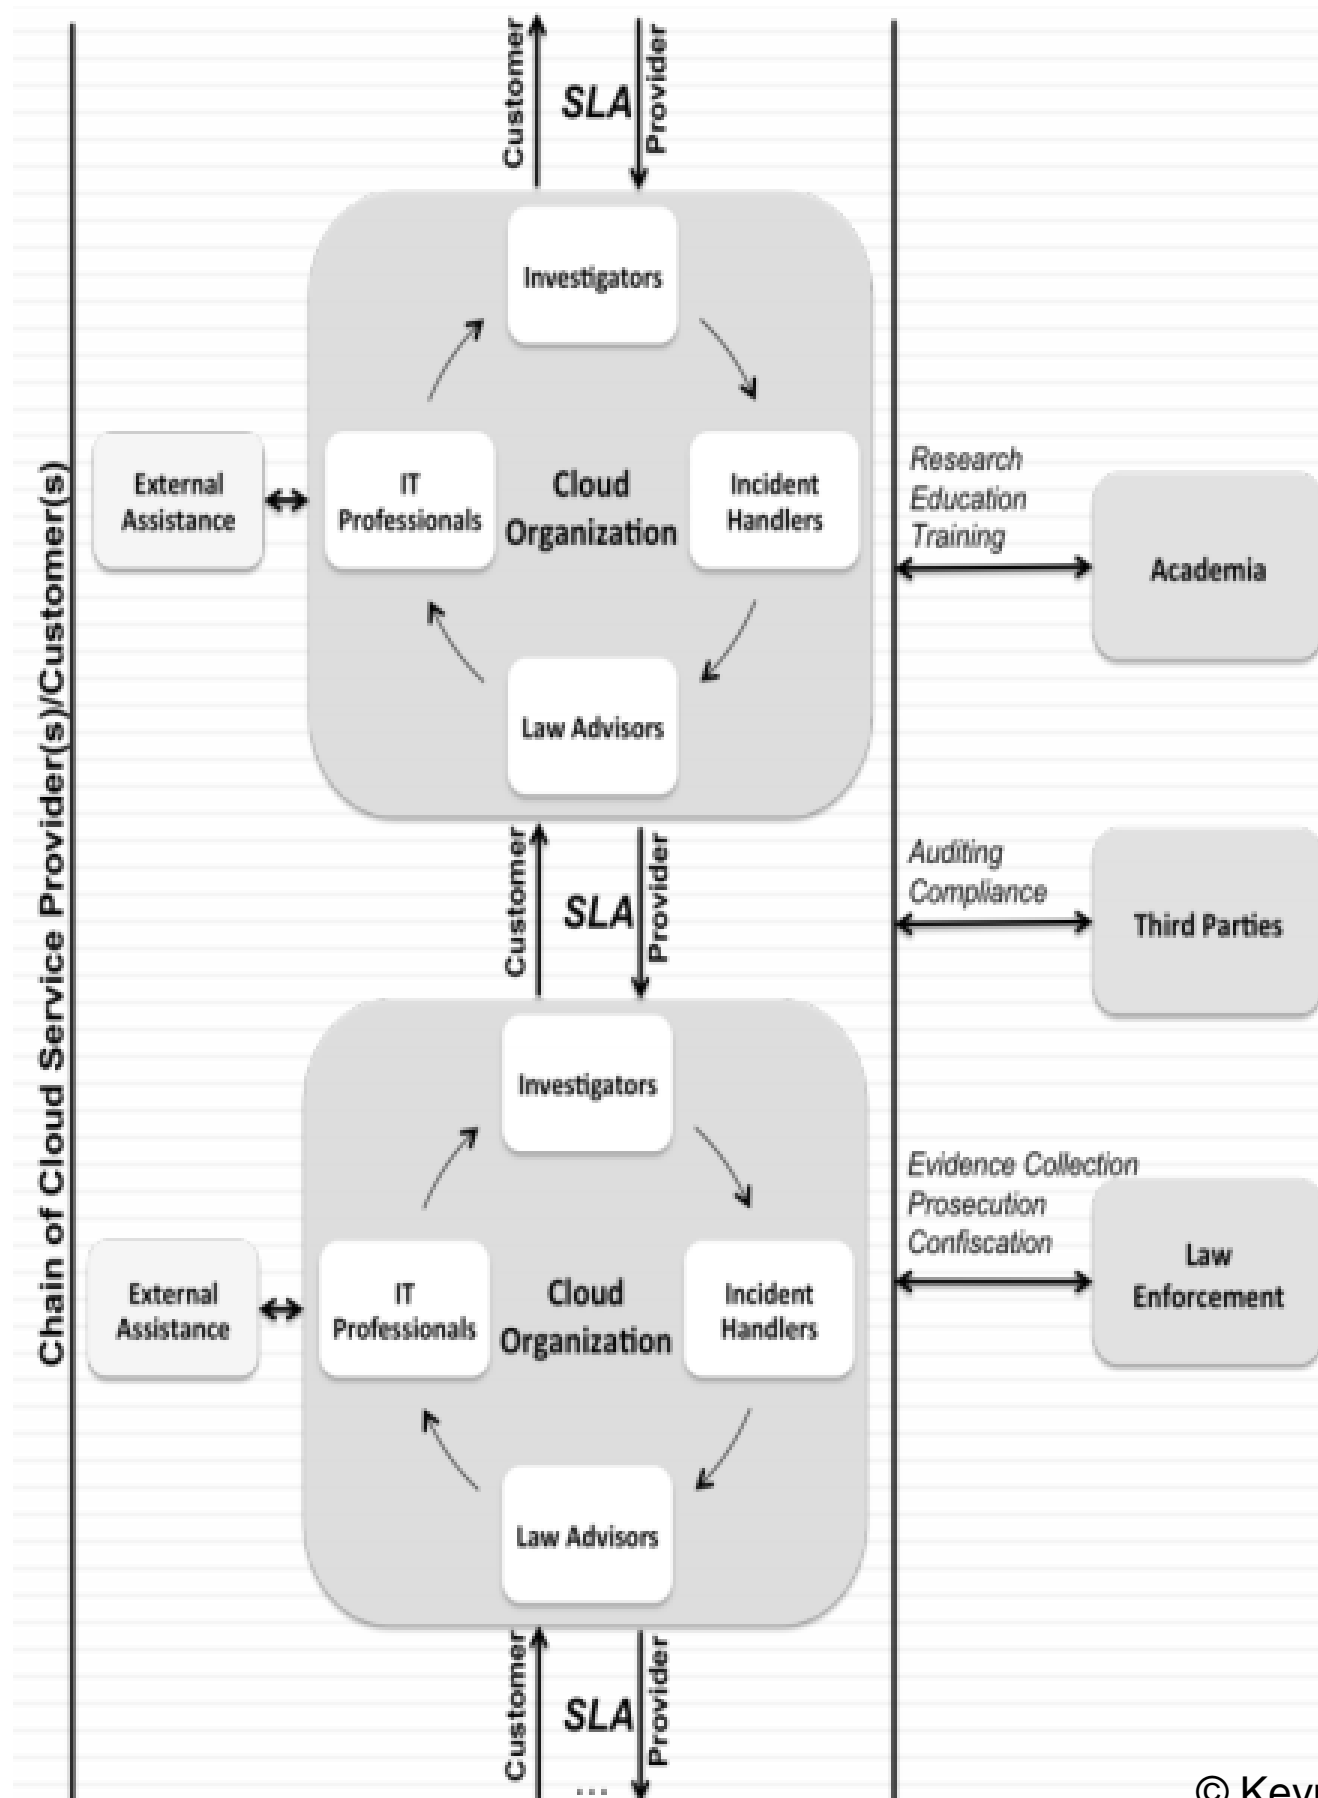 Customer
SLA
Provider
Investigators
External
Assistance
IT
Professionals
Cloud
Organization
Incident
Handlers
Law Advisors
Research
Education
Training
Academia
Chain of Cloud Service Provider(s)/Customer(s)
Customer
SLA
Provider
Auditing
Compliance
Third Parties
Investigators
External
Assistance
IT
Professionals
Cloud
Organization
Incident
Handlers
Law Advisors
Evidence Collection
Prosecution
Confiscation
Law
Enforcement
Customer
SLA
Provider
...
©